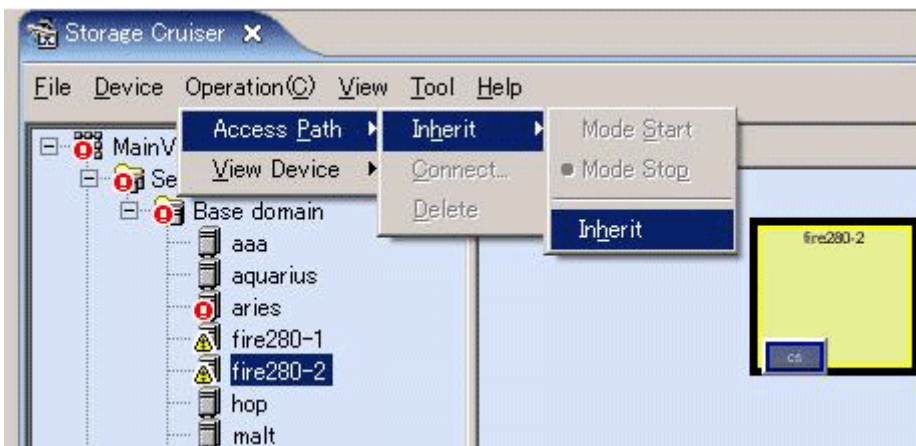 Storage Cruiser
File Device Operation(C) View Tool Help
Access Path Inherit Mode Start
View Device Connect... Mode Stop
Delete
Inherit
MainV
Se
Base domain
aaa
aquarius
aries
fire280-1
fire280-2
hop
malt
fire280-2
cs